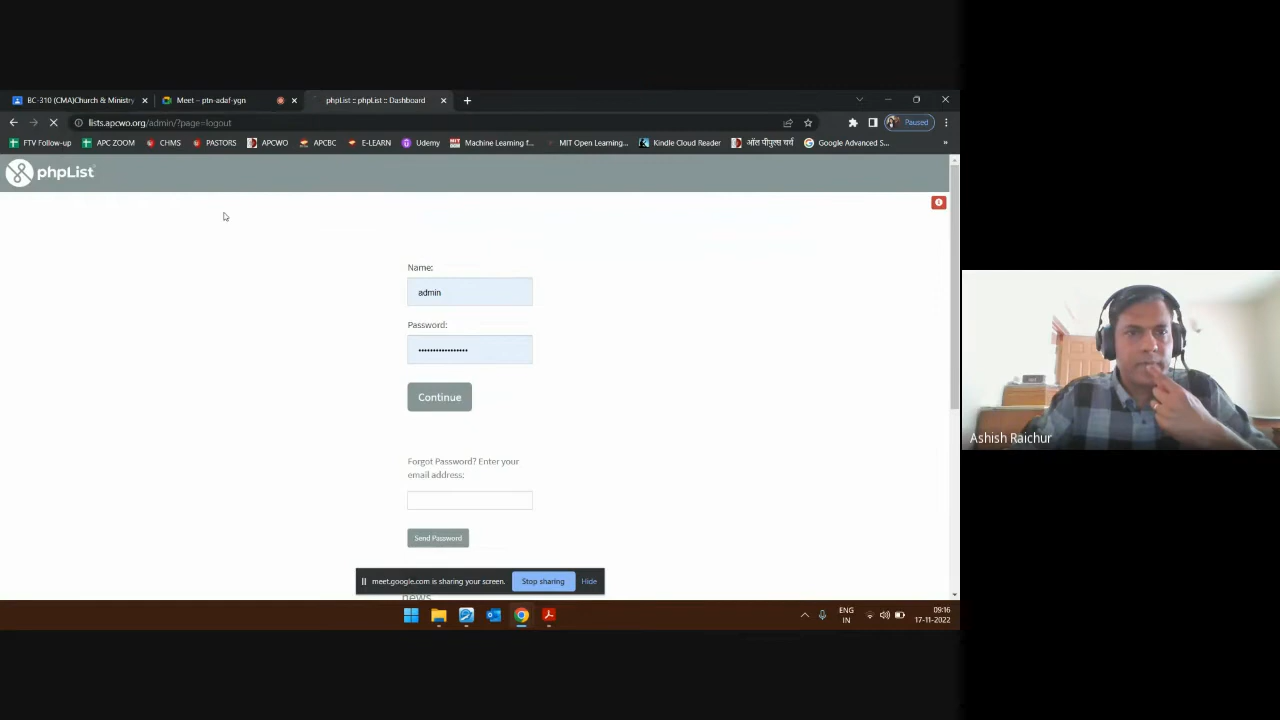 BC-310 (CMA)Church & Ministry
Meet – ptn-adaf-ygn
phpList :: phpList :: Dashboard
lists.apcwo.org/admin/?page=logout
Paused
FTV Follow-up
APC ZOOM
CHMS
PASTORS
APCWO
APCBC
E-LEARN
Udemy
Machine Learning f...
MIT Open Learning...
Kindle Cloud Reader
ऑल पीपुल्स चर्च
Google Advanced S...
phpList
Name:
admin
Password:
•••••••••••••••••
Continue
Forgot Password? Enter your
email address:
Send Password
meet.google.com is sharing your screen.
Stop sharing
Hide
news
ENG
IN
09:16
17-11-2022
Ashish Raichur